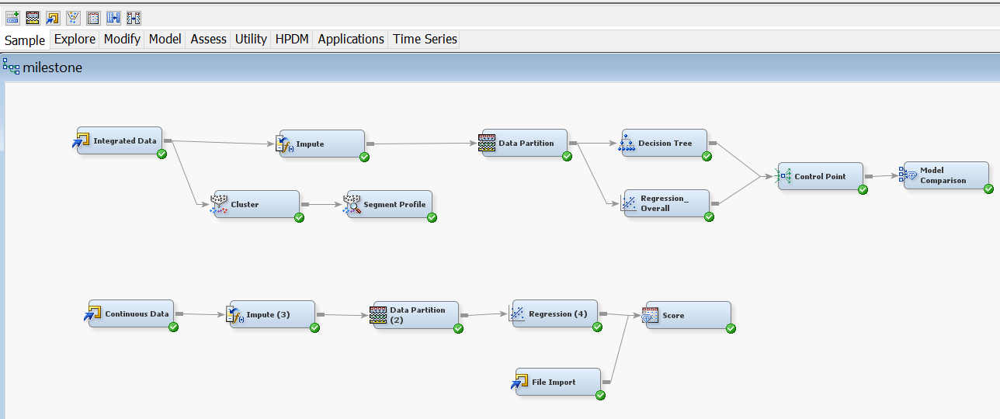 Sample Explore Modify Model Assess Utility HPDM Applications Time Series
milestone
Integrated Data
Impute
Data Partition
Decision Tree
Control Point
Model
Comparison
Cluster
Segment Profile
Regression_
Overall
Continuous Data
Impute (3)
Data Partition
(2)
Regression (4)
Score
File Import